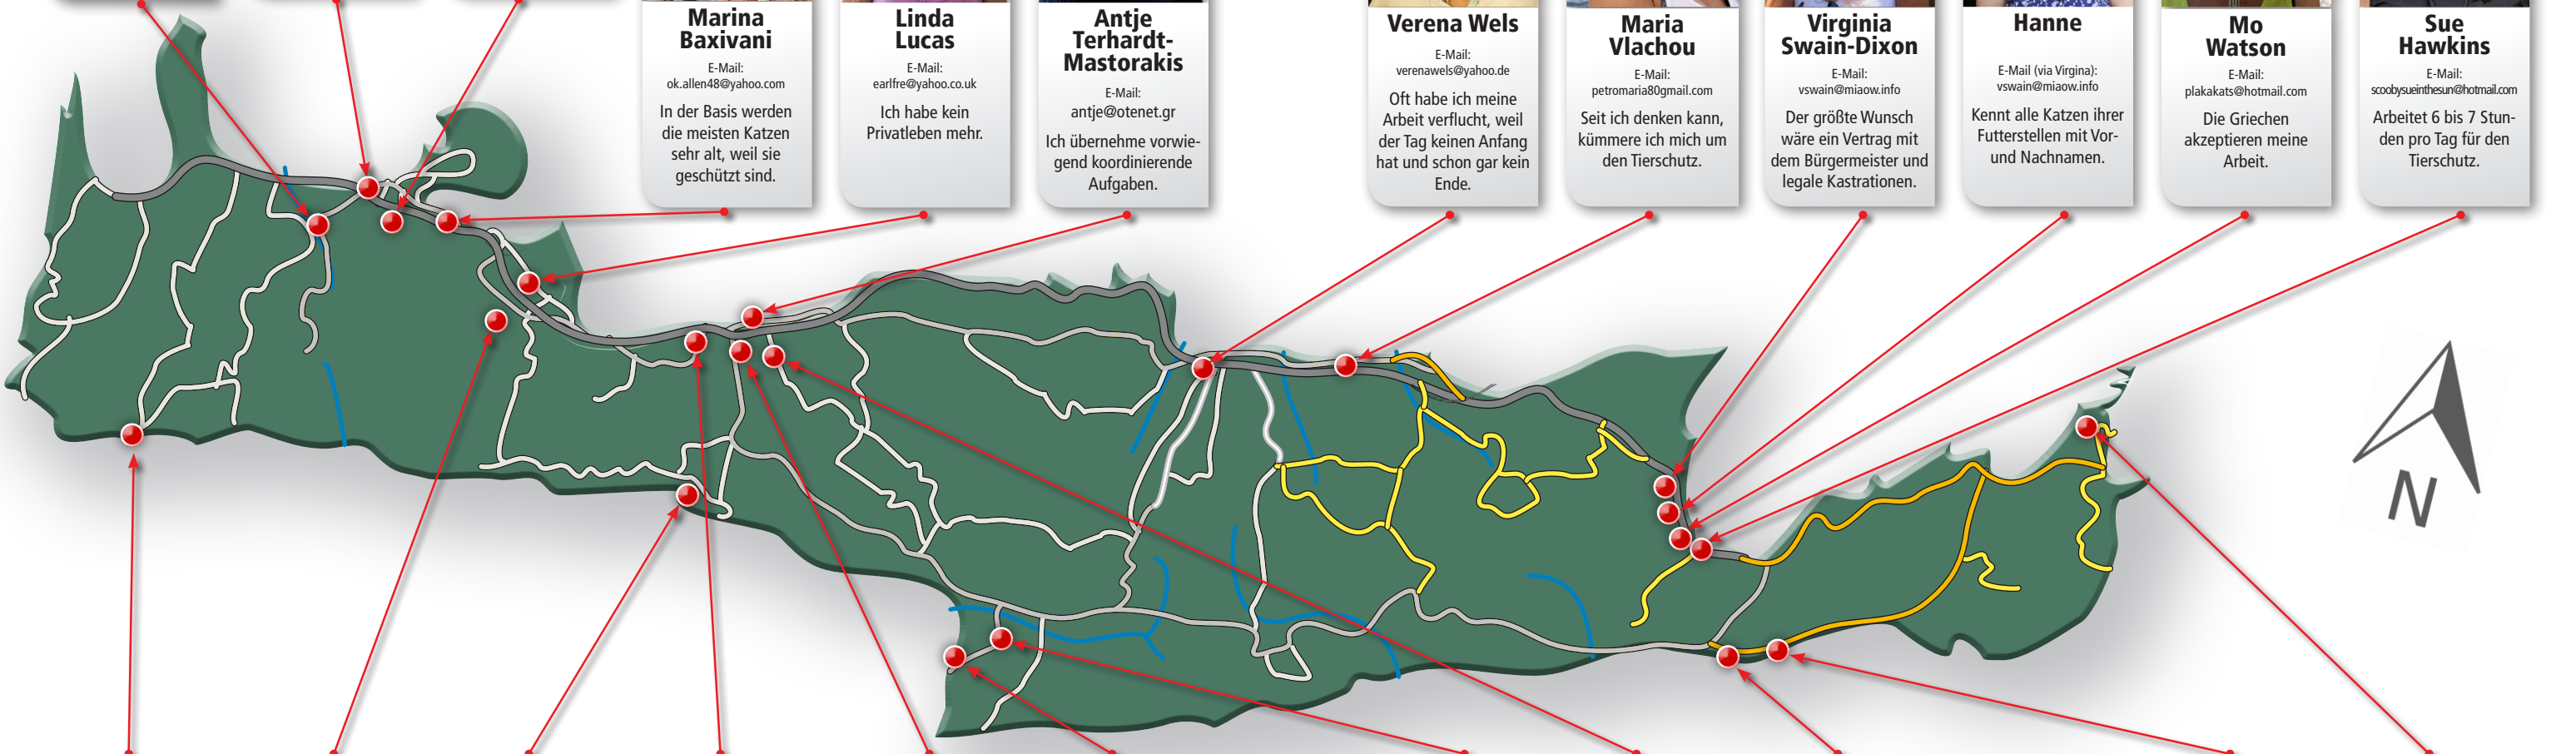 Marina
Baxivani
E-Mail:
ok.allen48@yahoo.com
In der Basis werden
die meisten Katzen
sehr alt, weil sie
geschützt sind.
Linda
Lucas
E-Mail:
earlfre@yahoo.co.uk
Ich habe kein
Privatleben mehr.
Antje
Terhardt-
Mastorakis
E-Mail:
antje@otenet.gr
Ich übernehme vorwie-
gend koordinierende
Aufgaben.
Verena Wels
E-Mail:
verenawels@yahoo.de
Oft habe ich meine
Arbeit verflucht, weil
der Tag keinen Anfang
hat und schon gar kein
Ende.
Maria
Vlachou
E-Mail:
petromaria80gmail.com
Seit ich denken kann,
kümmere ich mich um
den Tierschutz.
Virginia
Swain-Dixon
E-Mail:
vswain@miaow.info
Der größte Wunsch
wäre ein Vertrag mit
dem Bürgermeister und
legale Kastrationen.
Hanne
E-Mail (via Virgina):
vswain@miaow.info
Kennt alle Katzen ihrer
Futterstellen mit Vor-
und Nachnamen.
Mo
Watson
E-Mail:
plakakats@hotmail.com
Die Griechen
akzeptieren meine
Arbeit.
Sue
Hawkins
E-Mail:
scoobysueinthesun@hotmail.com
Arbeitet 6 bis 7 Stun-
den pro Tag für den
Tierschutz.
N